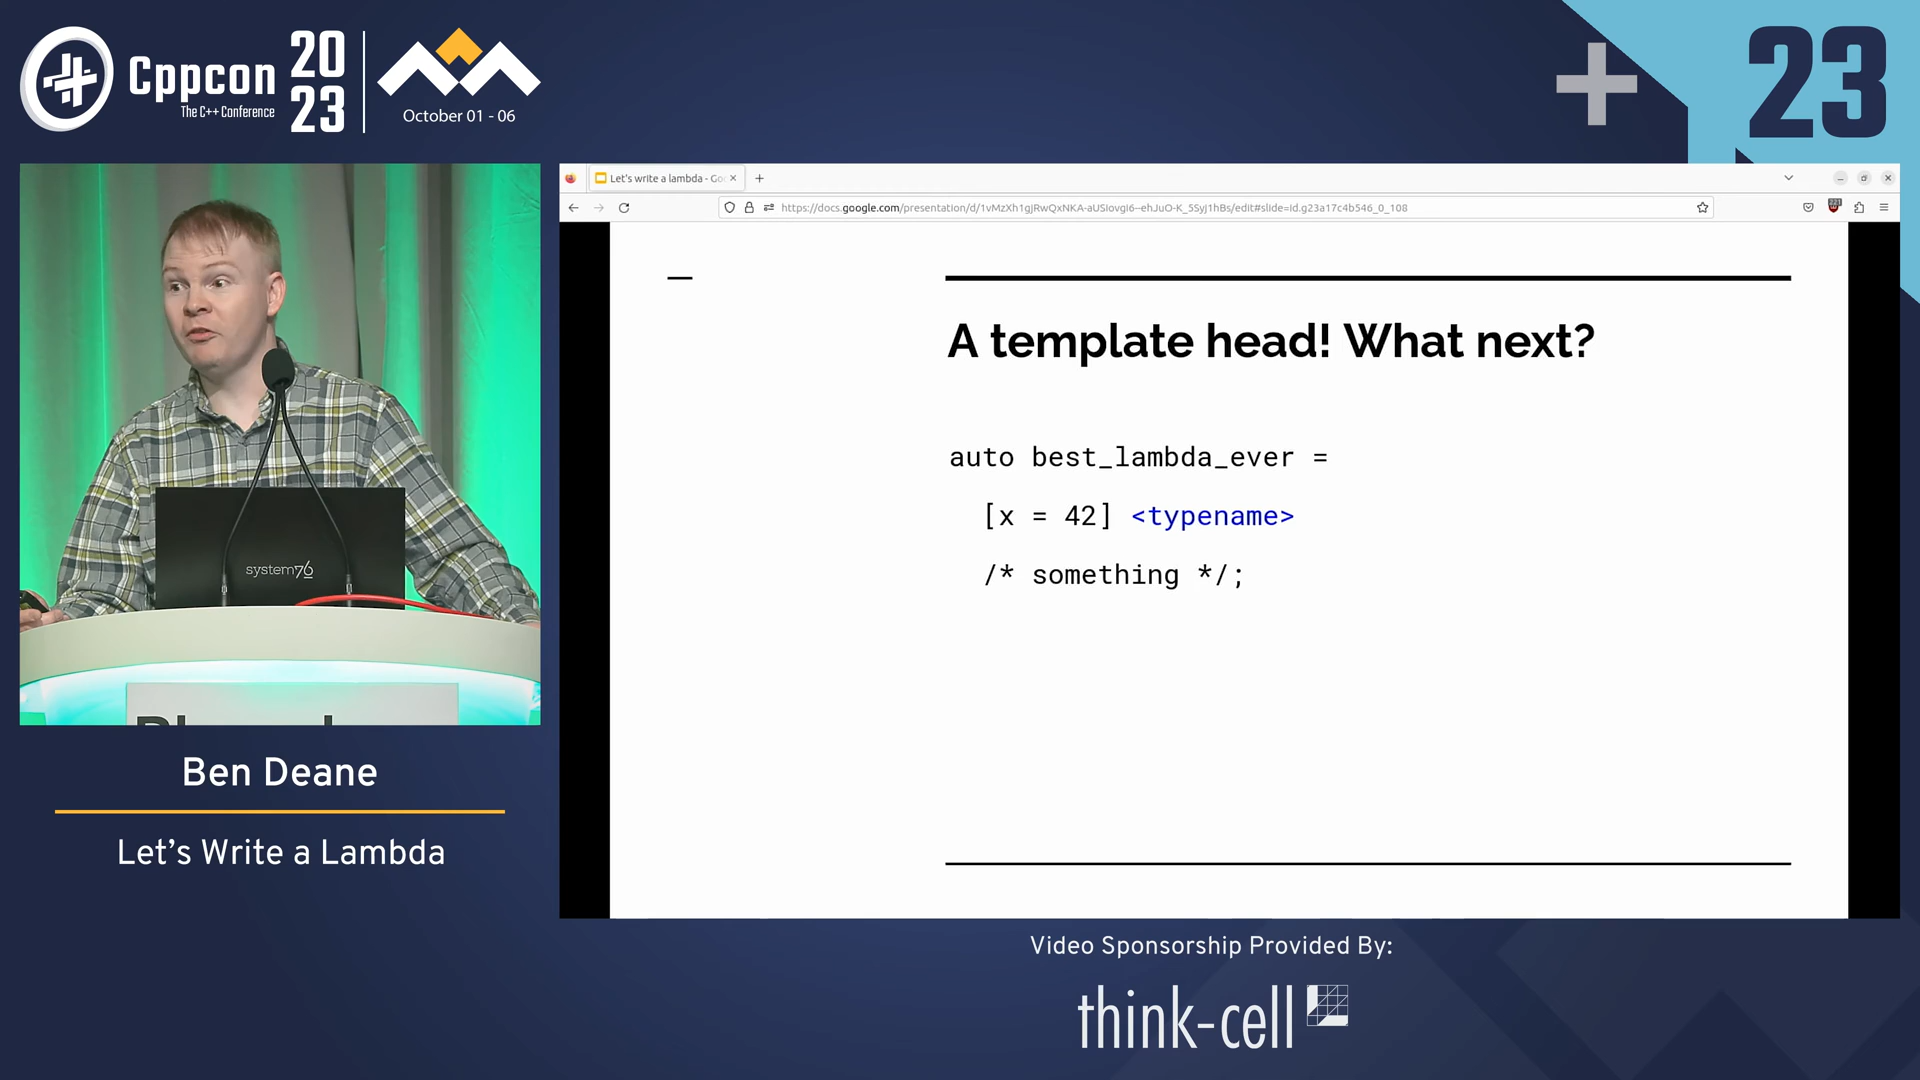 Cppcon
The C++ Conference
20
23
October 01 - 06
23
Let's write a lambda - Goo
https://docs.google.com/presentation/d/1vMzXh1gJRwQxNKA-aUSIovgI6--ehJuO-K_5SyJ1hBs/edit#slide=id.g23a17c4b546_0_108
A template head! What next?
auto best_lambda_ever =
[x = 42] <typename>
/* something */;
system76
Ben Deane
Let's Write a Lambda
Video Sponsorship Provided By:
think-cell